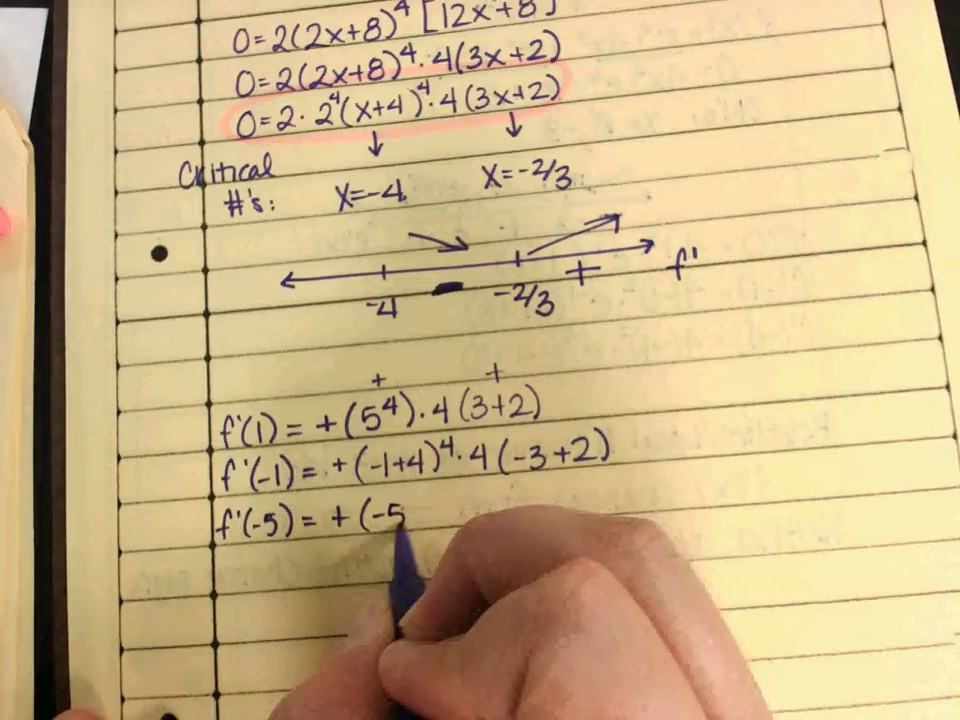 0=2(2x+8)⁴ [12x+8]
0=2(2x+8)⁴·4(3x+2)
0=2·2⁴(x+4)⁴·4(3x+2)
↓ ↓
Critical
#'s: x=-4 x=-2/3
f'
- +
-4 -2/3
+ +
f'(1) = +(5⁴)·4(3+2)
f'(-1) = +(-1+4)⁴·4(-3+2)
f'(-5) = +(-5